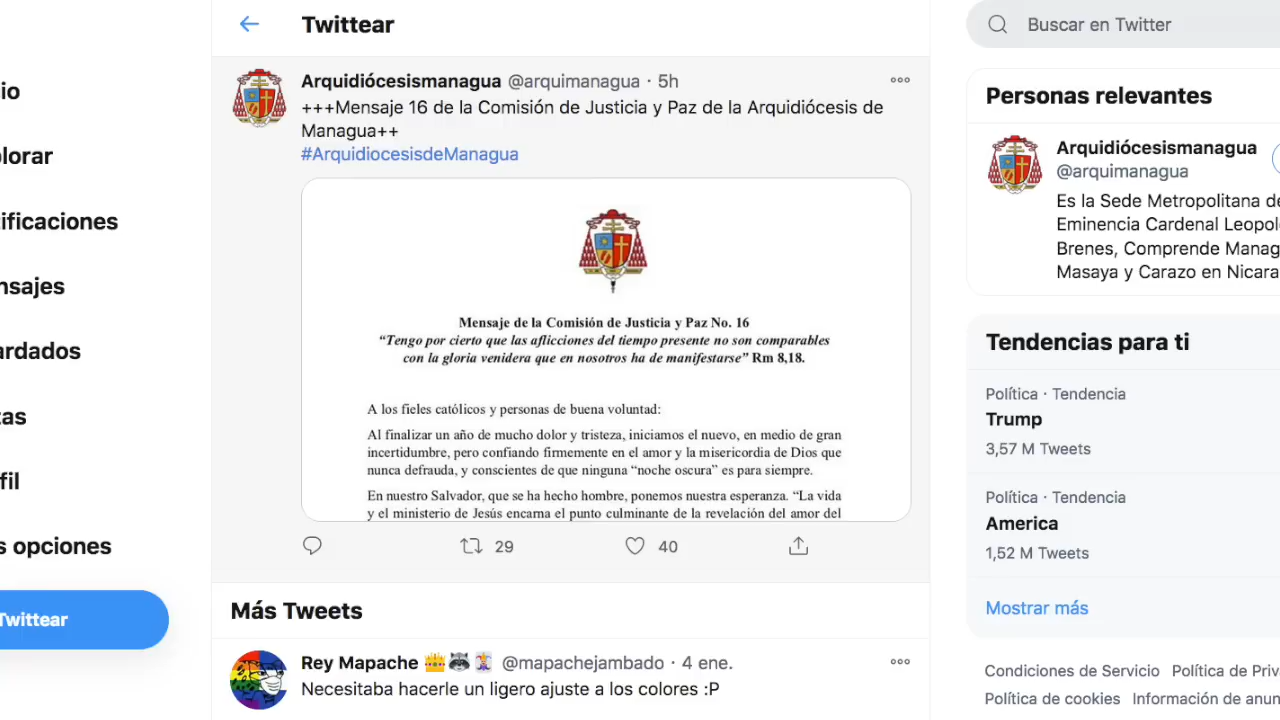 Twittear
Buscar en Twitter
Arquidiócesismanagua @arquimanagua · 5h
+++Mensaje 16 de la Comisión de Justicia y Paz de la Arquidiócesis de
Managua++
#ArquidiocesisdeManagua
Mensaje de la Comisión de Justicia y Paz No. 16
“Tengo por cierto que las aflicciones del tiempo presente no son comparables
con la gloria venidera que en nosotros ha de manifestarse” Rm 8,18.
A los fieles católicos y personas de buena voluntad:
Al finalizar un año de mucho dolor y tristeza, iniciamos el nuevo, en medio de gran
incertidumbre, pero confiando firmemente en el amor y la misericordia de Dios que
nunca defrauda, y conscientes de que ninguna “noche oscura” es para siempre.
En nuestro Salvador, que se ha hecho hombre, ponemos nuestra esperanza. “La vida
y el ministerio de Jesús encarna el punto culminante de la revelación del amor del
29
40
Más Tweets
Rey Mapache @mapachejambado · 4 ene.
Necesitaba hacerle un ligero ajuste a los colores :P
io
lorar
ificaciones
nsajes
ardados
tas
fil
s opciones
Twittear
Personas relevantes
Arquidiócesismanagua
@arquimanagua
Es la Sede Metropolitana de
Eminencia Cardenal Leopol
Brenes, Comprende Manag
Masaya y Carazo en Nicara
Tendencias para ti
Política · Tendencia
Trump
3,57 M Tweets
Política · Tendencia
America
1,52 M Tweets
Mostrar más
Condiciones de Servicio Política de Priva
Política de cookies Información de anun